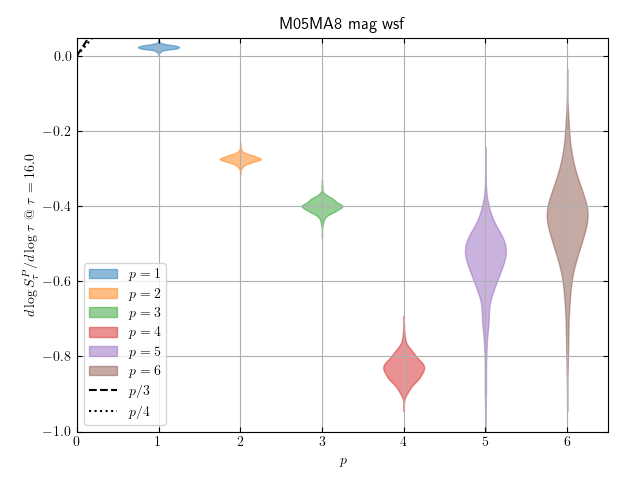 M05MA8 mag wsf
d log S_τ^P / d log τ @ τ = 16.0
0.0
−0.2
−0.4
−0.6
−0.8
−1.0
p = 1
p = 2
p = 3
p = 4
p = 5
p = 6
p/3
p/4
0 1 2 3 4 5 6
p